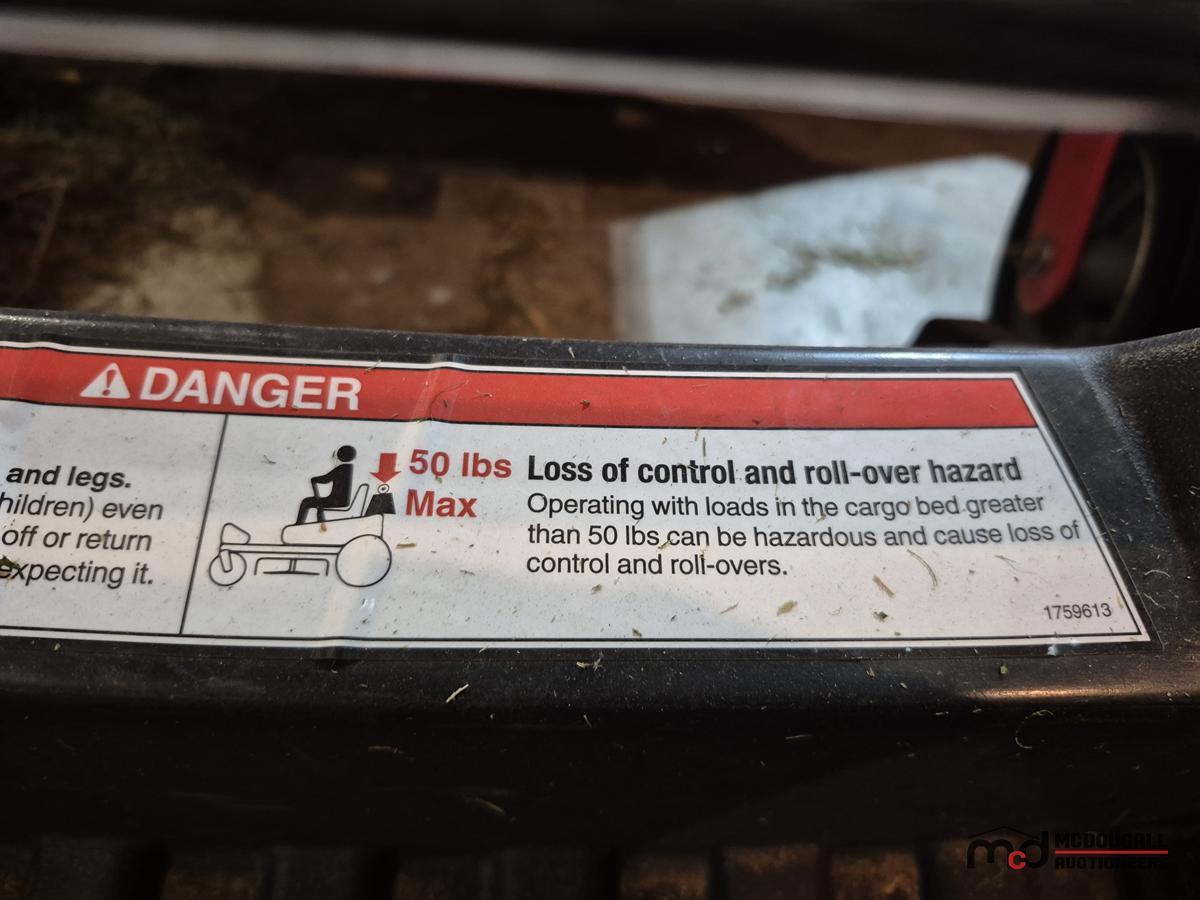 DANGER
and legs.
hildren) even
off or return
expecting it.
50 lbs
Max
Loss of control and roll-over hazard
Operating with loads in the cargo bed greater
than 50 lbs can be hazardous and cause loss of
control and roll-overs.
1759613
mcd MCDOUGALL
AUCTIONEERS